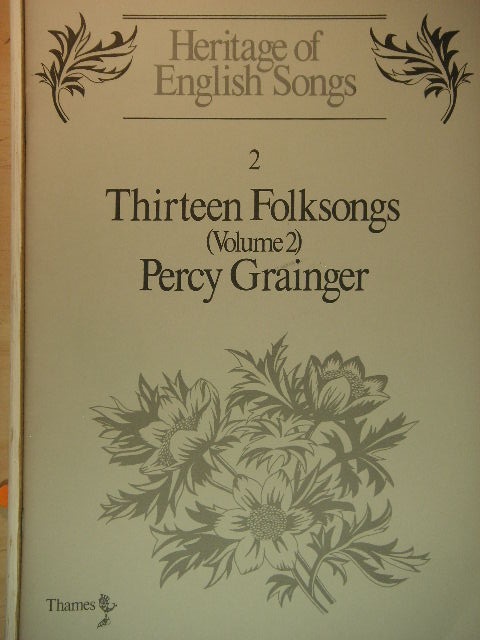 Heritage of
English Songs
2
Thirteen Folksongs
(Volume 2)
Percy Grainger
Thames